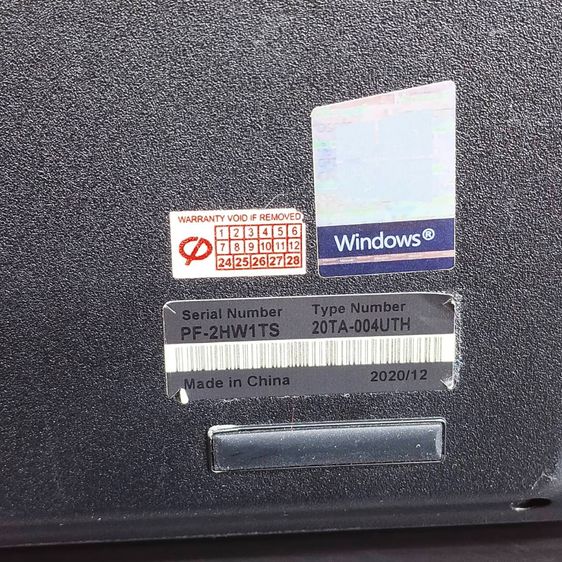 WARRANTY VOID IF REMOVED
1 2 3 4 5 6
7 8 9 10 11 12
24 25 26 27 28
Windows®
Serial Number Type Number
PF-2HW1TS 20TA-004UTH
Made in China 2020/12